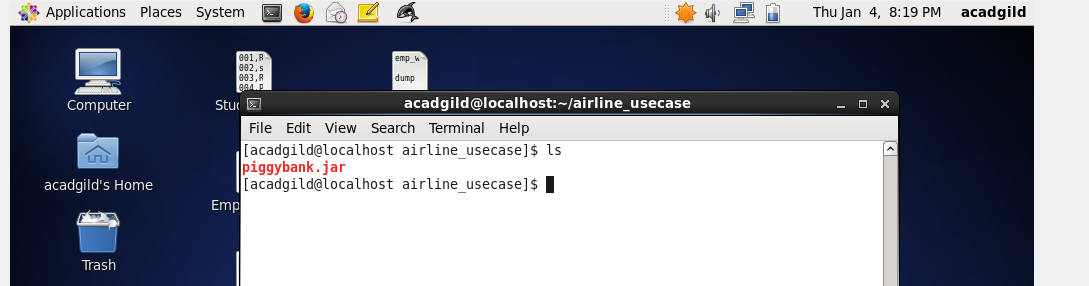 Applications Places System Thu Jan 4, 8:19 PM acadgild
001,R
002,s
003,R
004,P
emp_w
dump
Computer
acadgild@localhost:~/airline_usecase
File Edit View Search Terminal Help
[acadgild@localhost airline_usecase]$ ls
piggybank.jar
[acadgild@localhost airline_usecase]$
acadgild's Home
Trash